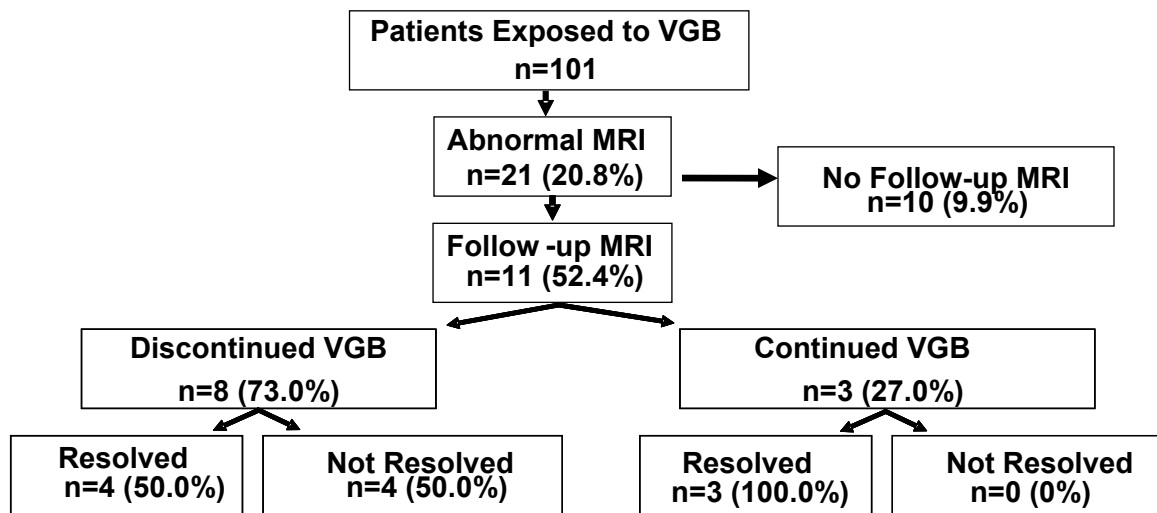 Patients Exposed to VGB
n=101
Abnormal MRI
n=21 (20.8%)
No Follow-up MRI
n=10 (9.9%)
Follow -up MRI
n=11 (52.4%)
Discontinued VGB
n=8 (73.0%)
Continued VGB
n=3 (27.0%)
Resolved
n=4 (50.0%)
Not Resolved
n=4 (50.0%)
Resolved
n=3 (100.0%)
Not Resolved
n=0 (0%)